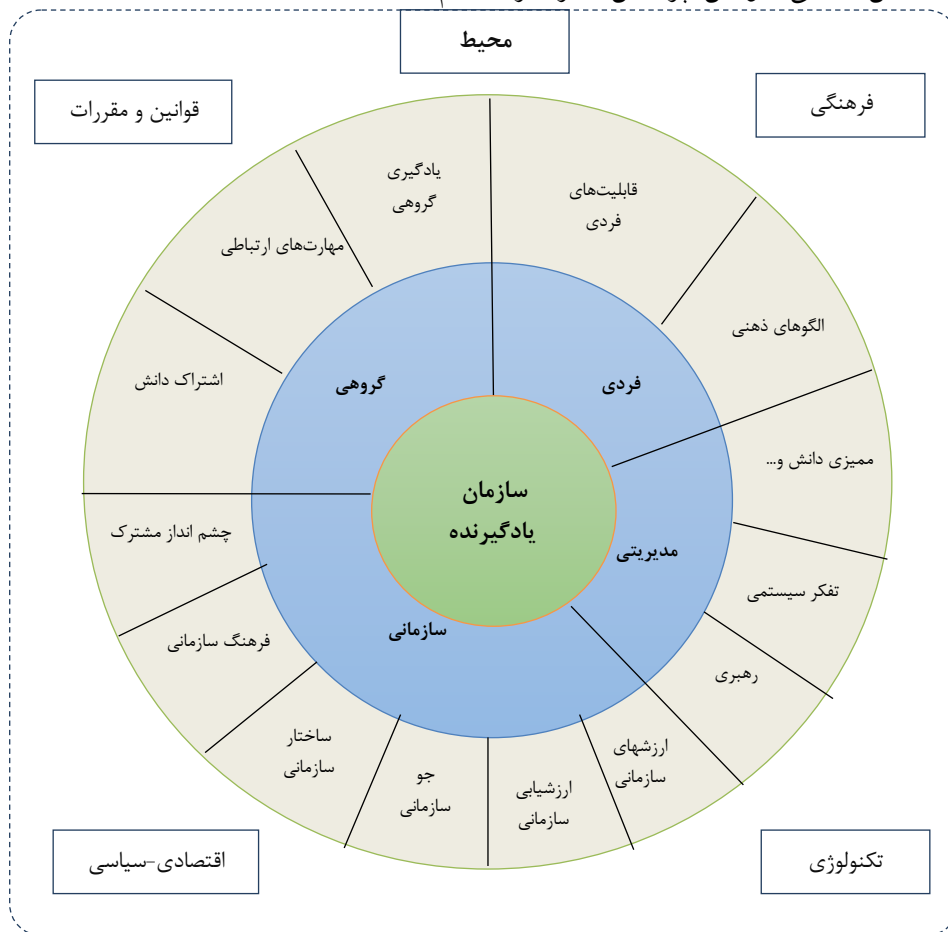 محیط
قوانین و مقررات
فرهنگی
یادگیری
گروهی
قابلیت‌های
فردی
مهارت‌های ارتباطی
الگوهای ذهنی
اشتراک دانش
گروهی
فردی
ممیزی دانش و...
سازمان
یادگیرنده
چشم انداز مشترک
مدیریتی
تفکر سیستمی
سازمانی
فرهنگ سازمانی
رهبری
ساختار
سازمانی
جو
سازمانی
ارزشیابی
سازمانی
ارزشهای
سازمانی
اقتصادی-سیاسی
تکنولوژی